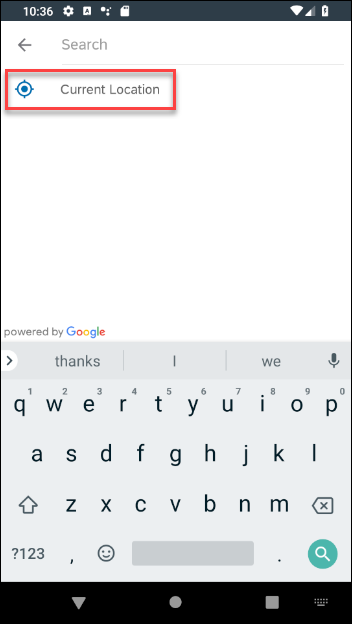 10:36
Search
Current Location
powered by Google
thanks I we
1 2 3 4 5 6 7 8 9 0
q w e r t y u i o p
a s d f g h j k l
z x c v b n m
?123 , .